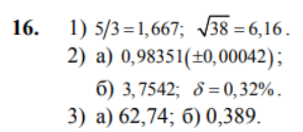 16. 1) 5/3 = 1,667; √38 = 6,16.
2) а) 0,98351(±0,00042);
б) 3,7542; δ = 0,32%.
3) а) 62,74; б) 0,389.